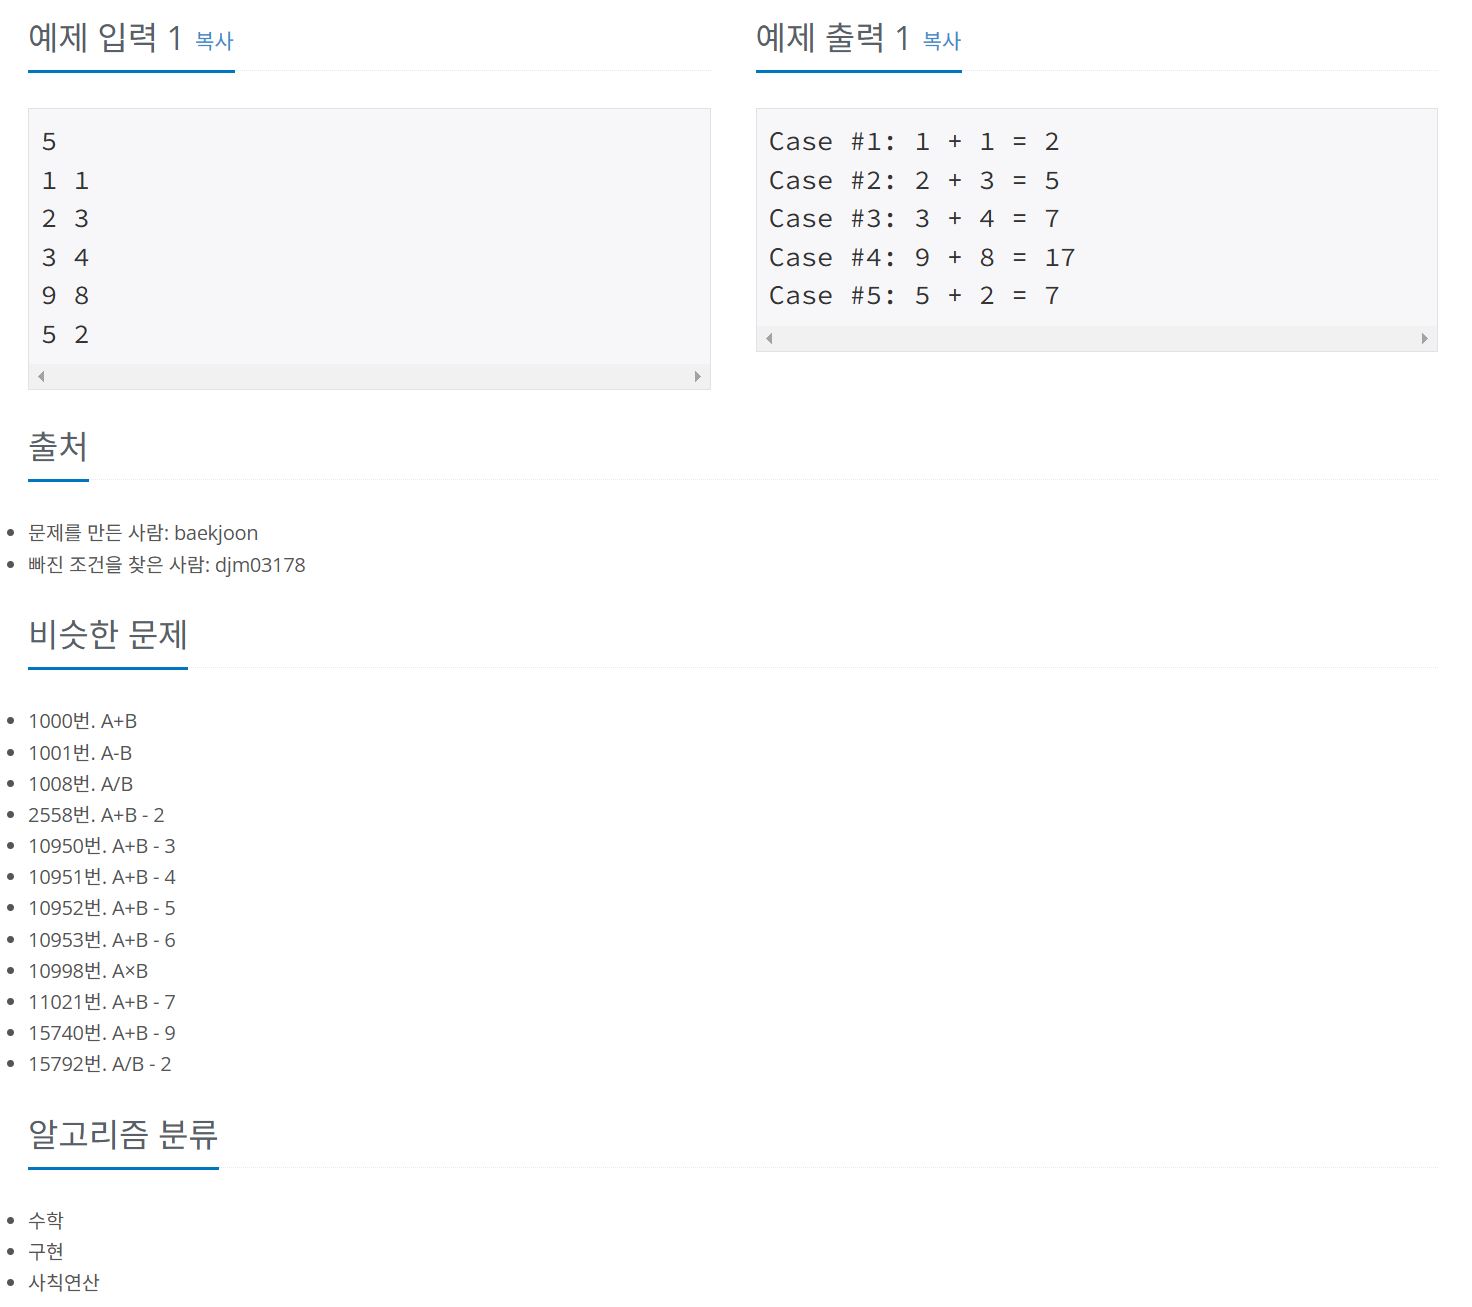 예제 입력 1 복사
5
1 1
2 3
3 4
9 8
5 2
예제 출력 1 복사
Case #1: 1 + 1 = 2
Case #2: 2 + 3 = 5
Case #3: 3 + 4 = 7
Case #4: 9 + 8 = 17
Case #5: 5 + 2 = 7
출처
문제를 만든 사람: baekjoon
빠진 조건을 찾은 사람: djm03178
비슷한 문제
1000번. A+B
1001번. A-B
1008번. A/B
2558번. A+B - 2
10950번. A+B - 3
10951번. A+B - 4
10952번. A+B - 5
10953번. A+B - 6
10998번. A×B
11021번. A+B - 7
15740번. A+B - 9
15792번. A/B - 2
알고리즘 분류
수학
구현
사칙연산